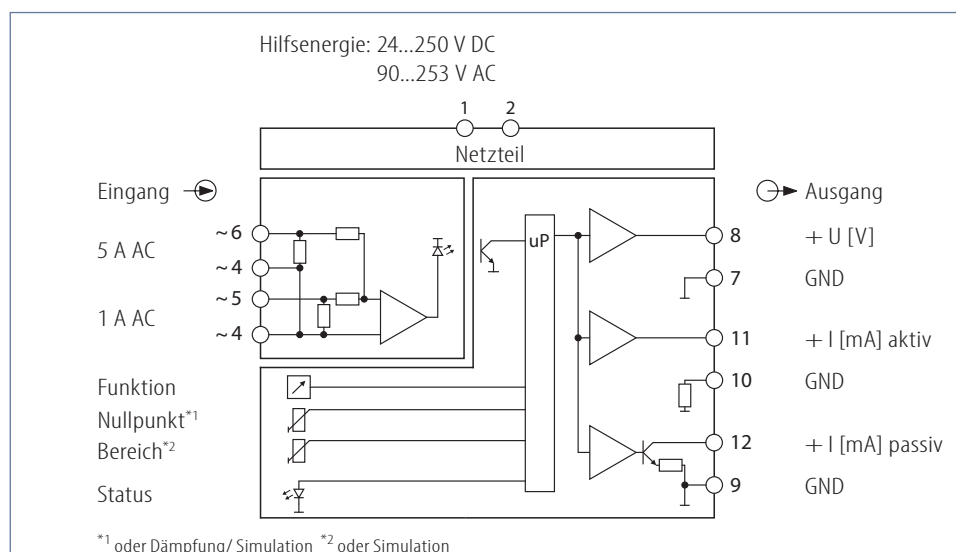 Hilfsenergie: 24...250 V DC
90...253 V AC
1 2
Netzteil
Eingang
Ausgang
5 A AC
~6
~4
1 A AC
~5
~4
uP
8 + U [V]
7 GND
11 + I [mA] aktiv
10 GND
12 + I [mA] passiv
9 GND
Funktion
Nullpunkt*1
Bereich*2
Status
*1 oder Dämpfung/ Simulation *2 oder Simulation